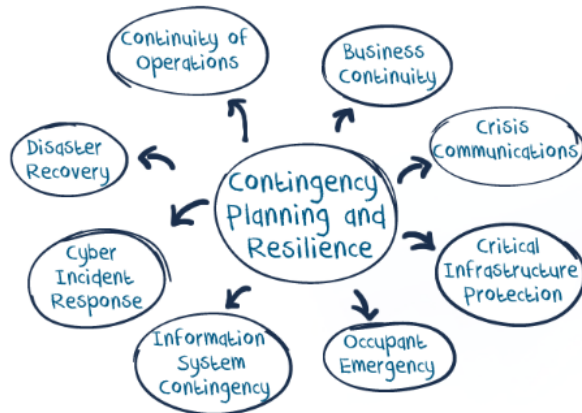 Continuity of
Operations
Business
Continuity
Crisis
Communications
Disaster
Recovery
Contingency
Planning and
Resilience
Cyber
Incident
Response
Critical
Infrastructure
Protection
Information
System
Contingency
Occupant
Emergency